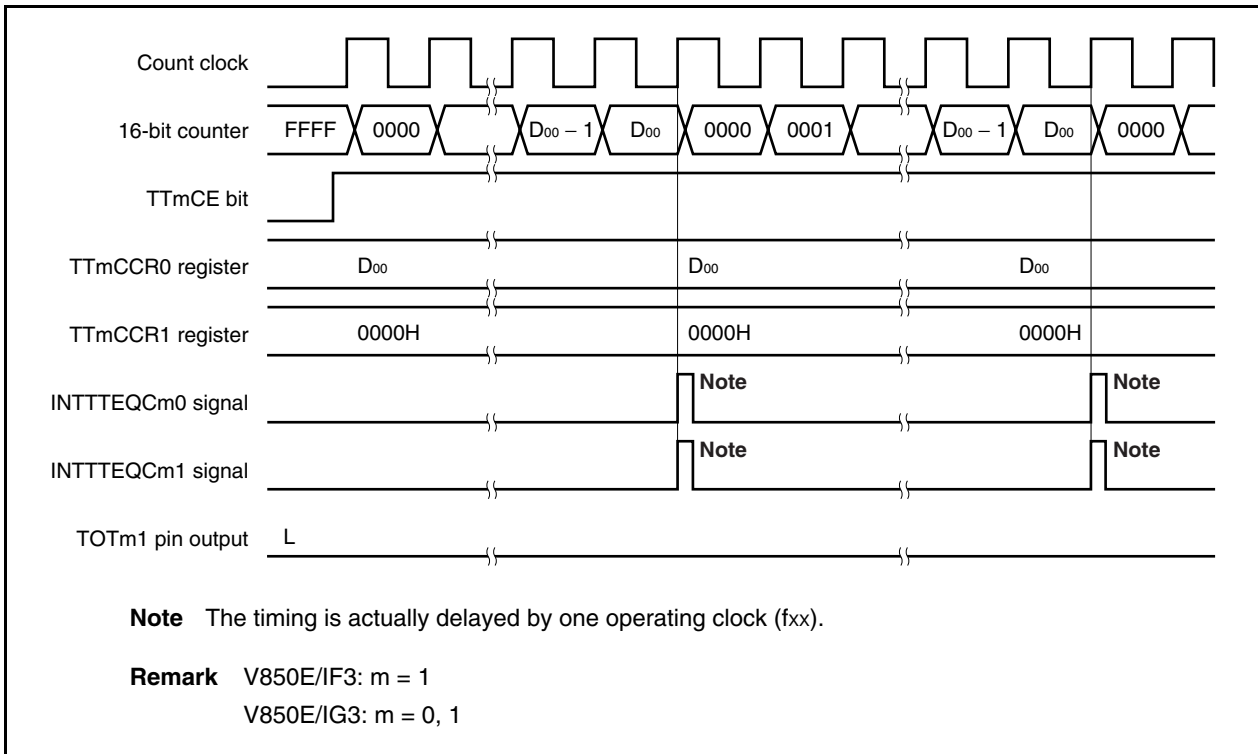 Count clock
16-bit counter FFFF 0000 D00 − 1 D00 0000 0001 D00 − 1 D00 0000
TTmCE bit
TTmCCR0 register D00 D00 D00
TTmCCR1 register 0000H 0000H 0000H
INTTTEQCm0 signal Note Note
INTTTEQCm1 signal Note Note
TOTm1 pin output L
Note The timing is actually delayed by one operating clock (fxx).
Remark V850E/IF3: m = 1
V850E/IG3: m = 0, 1